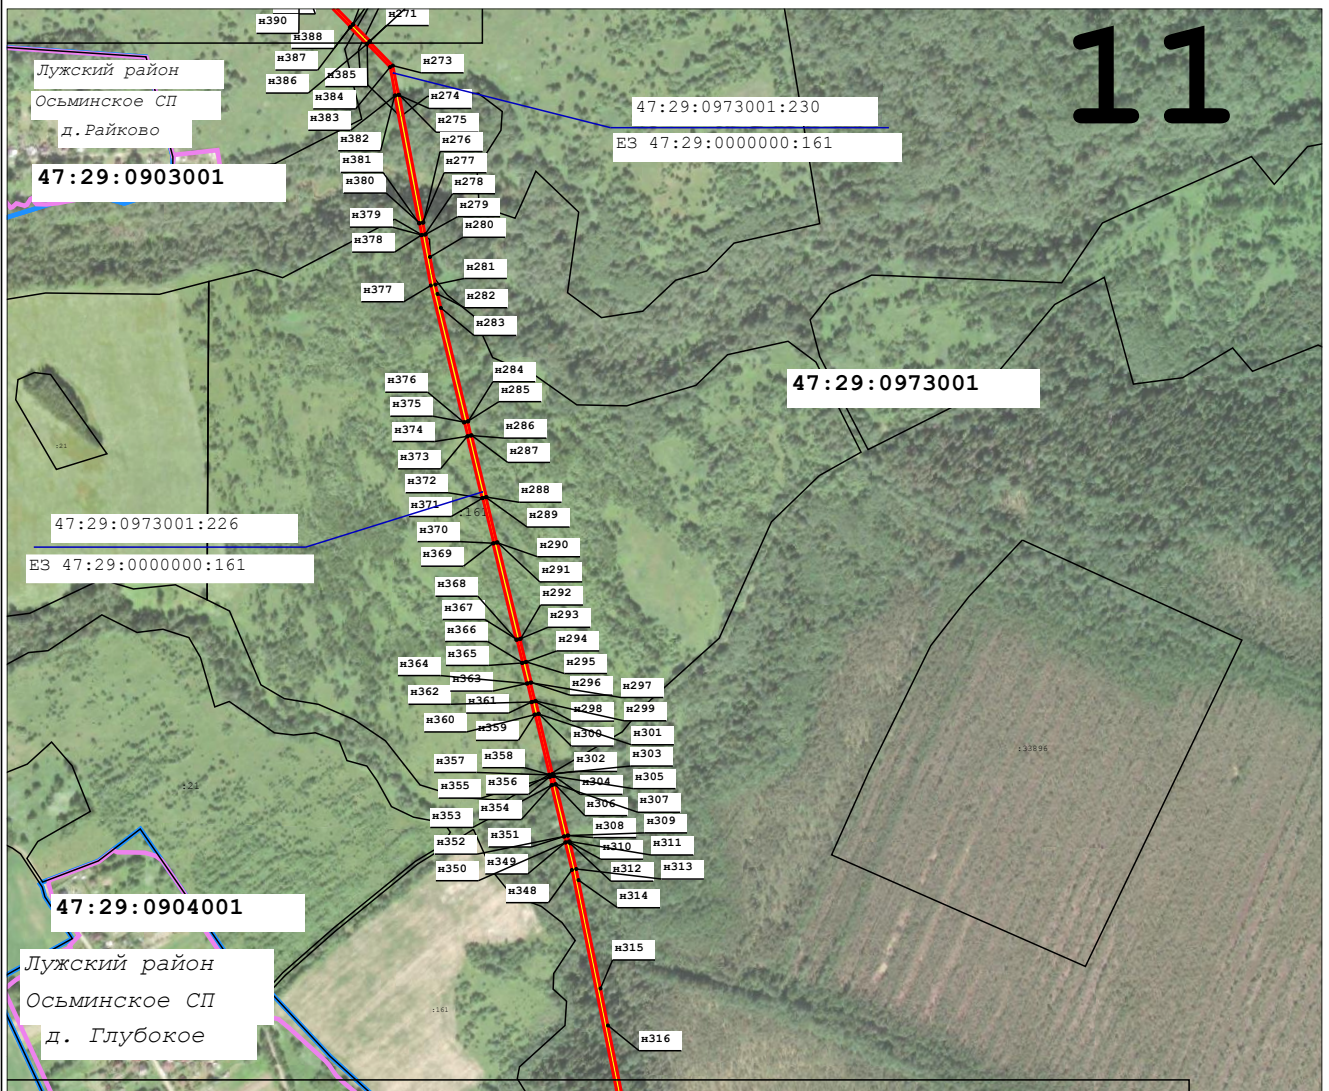 11
н390
н271
н388
н387
н273
н386
н385
н384
н274
н383
н275
н382
н276
н381
н277
н380
н278
н379
н279
н378
н280
н281
н377
н282
н283
Лужский район
Осьминское СП
д.Райково
47:29:0903001
47:29:0973001:230
ЕЗ 47:29:0000000:161
47:29:0973001
н284
н376
н285
н375
н286
н374
н287
н373
н372
н288
н371
:161
н289
н370
н290
н369
н291
н368
н292
н367
н293
н366
н294
н365
н295
н364
н363
н296
н297
н362
н361
н298
н299
н360
н359
н300
н301
:21
47:29:0973001:226
ЕЗ 47:29:0000000:161
:33896
н358
н302
н303
н357
н356
н304
н305
н355
н354
н306
н307
н353
н308
н309
н352
н351
н310
н311
н350
н349
н312
н313
н348
н314
н315
н316
:21
47:29:0904001
Лужский район
Осьминское СП
д. Глубокое
:161